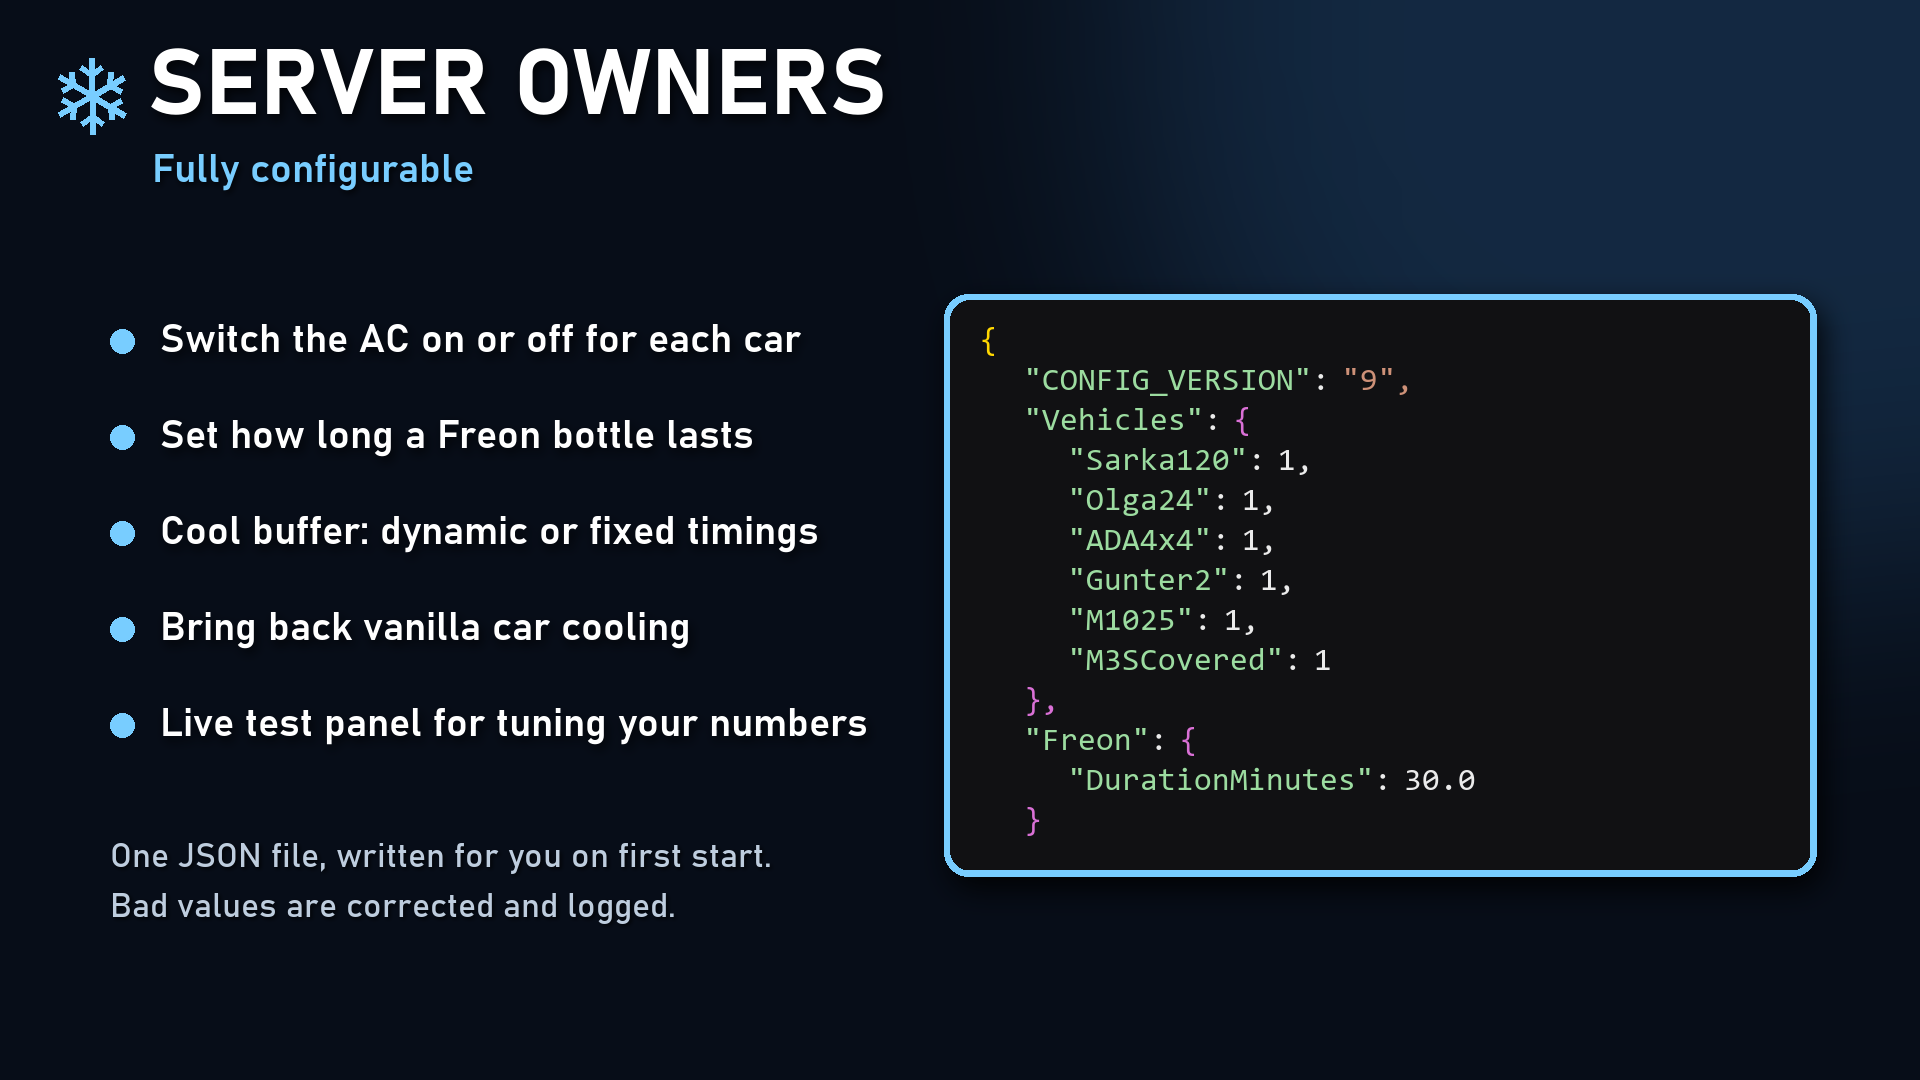 SERVER OWNERS
Fully configurable
Switch the AC on or off for each car
Set how long a Freon bottle lasts
Cool buffer: dynamic or fixed timings
Bring back vanilla car cooling
Live test panel for tuning your numbers
One JSON file, written for you on first start.
Bad values are corrected and logged.
{
"CONFIG_VERSION": "9",
"Vehicles": {
"Sarka120": 1,
"Olga24": 1,
"ADA4x4": 1,
"Gunter2": 1,
"M1025": 1,
"M3SCovered": 1
},
"Freon": {
"DurationMinutes": 30.0
}